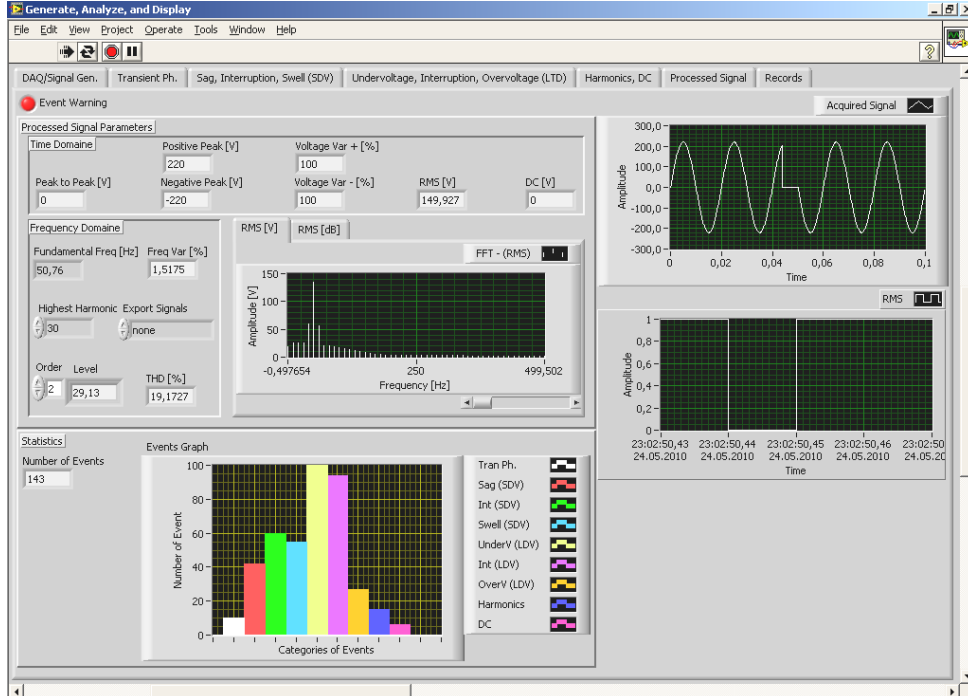 Generate, Analyze, and Display
File Edit View Project Operate Tools Window Help
DAQ/Signal Gen. Transient Ph. Sag, Interruption, Swell (SDV) Undervoltage, Interruption, Overvoltage (LTD) Harmonics, DC Processed Signal Records
Event Warning
Processed Signal Parameters
Time Domaine
Positive Peak [V] Voltage Var + [%]
220 100
Peak to Peak [V] Negative Peak [V] Voltage Var - [%] RMS [V] DC [V]
0 -220 100 149,927 0
Frequency Domaine
Fundamental Freq [Hz] Freq Var [%]
50,76 1,5175
Highest Harmonic Export Signals
30 none
Order Level THD [%]
2 29,13 19,1727
RMS [V] RMS [dB]
FFT - (RMS)
Amplitude [V]
150
100
50
0
-0,497654 250 499,502
Frequency [Hz]
Acquired Signal
Amplitude
300,0
200,0
100,0
0,0
-100,0
-200,0
-300,0
0 0,02 0,04 0,06 0,08 0,1
Time
RMS
Amplitude
1
0,8
0,6
0,4
0,2
0
23:02:50,43 23:02:50,44 23:02:50,45 23:02:50,46 23:02:50
24.05.2010 24.05.2010 24.05.2010 24.05.2010 24.05.20
Time
Statistics
Number of Events
143
Events Graph
Number of Event
100
80
60
40
20
0
Categories of Events
Tran Ph.
Sag (SDV)
Int (SDV)
Swell (SDV)
UnderV (LDV)
Int (LDV)
OverV (LDV)
Harmonics
DC